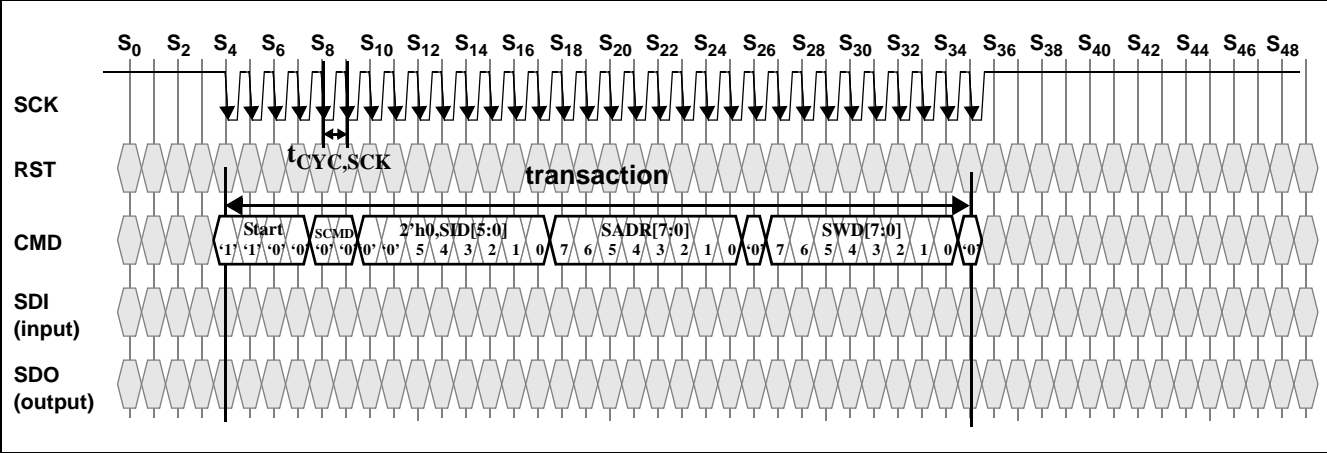 S0 S2 S4 S6 S8 S10 S12 S14 S16 S18 S20 S22 S24 S26 S28 S30 S32 S34 S36 S38 S40 S42 S44 S46 S48
SCK
tCYC,SCK
RST
transaction
CMD
Start SCMD 2'h0,SID[5:0] SADR[7:0] SWD[7:0]
‘1’ ‘1’ ‘0’ ‘0’ ‘0’ ‘0’ ‘0’ ‘0’ 5 4 3 2 1 0 7 6 5 4 3 2 1 0 ‘0’ 7 6 5 4 3 2 1 0 ‘0’
SDI
(input)
SDO
(output)